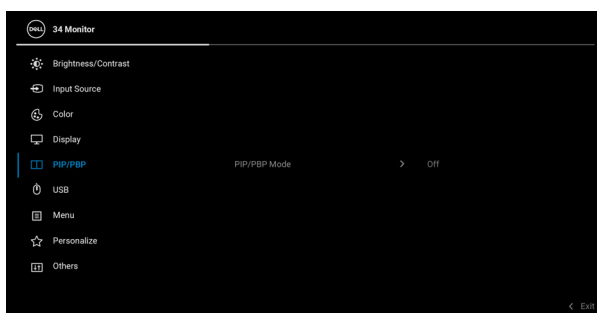 DELL 34 Monitor
Brightness/Contrast
Input Source
Color
Display
PIP/PBP PIP/PBP Mode > Off
USB
Menu
Personalize
Others
< Exit